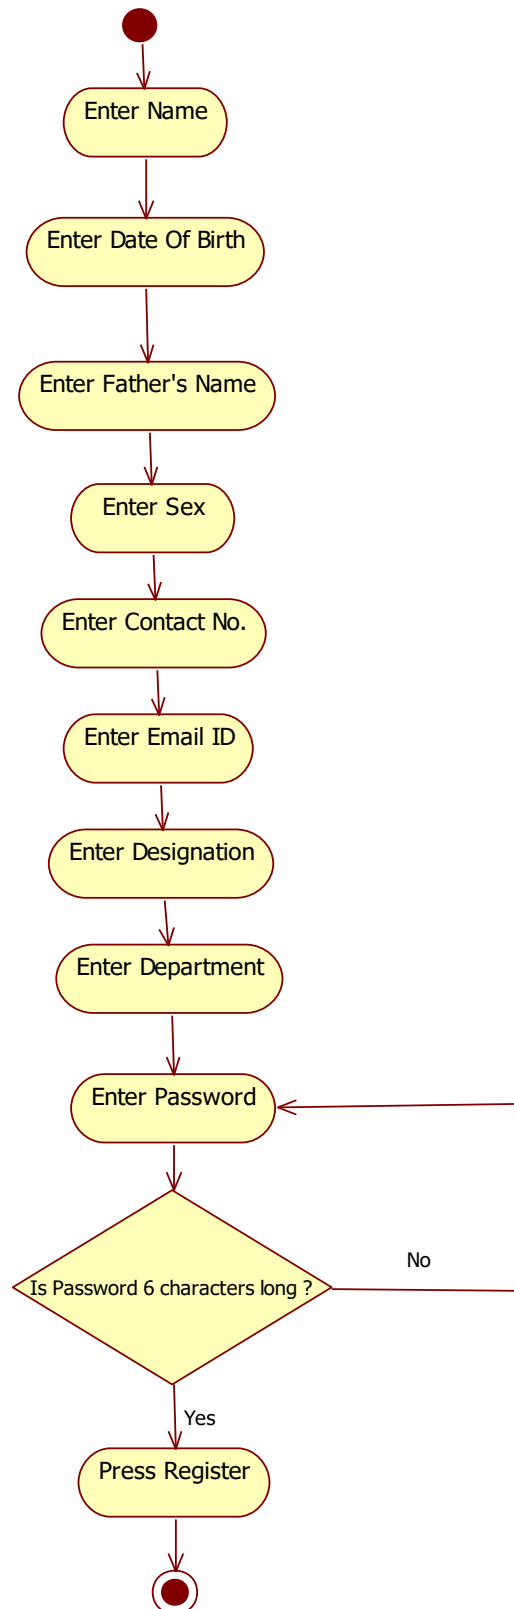 Enter Name
Enter Date Of Birth
Enter Father's Name
Enter Sex
Enter Contact No.
Enter Email ID
Enter Designation
Enter Department
Enter Password
No
Is Password 6 characters long ?
Yes
Press Register